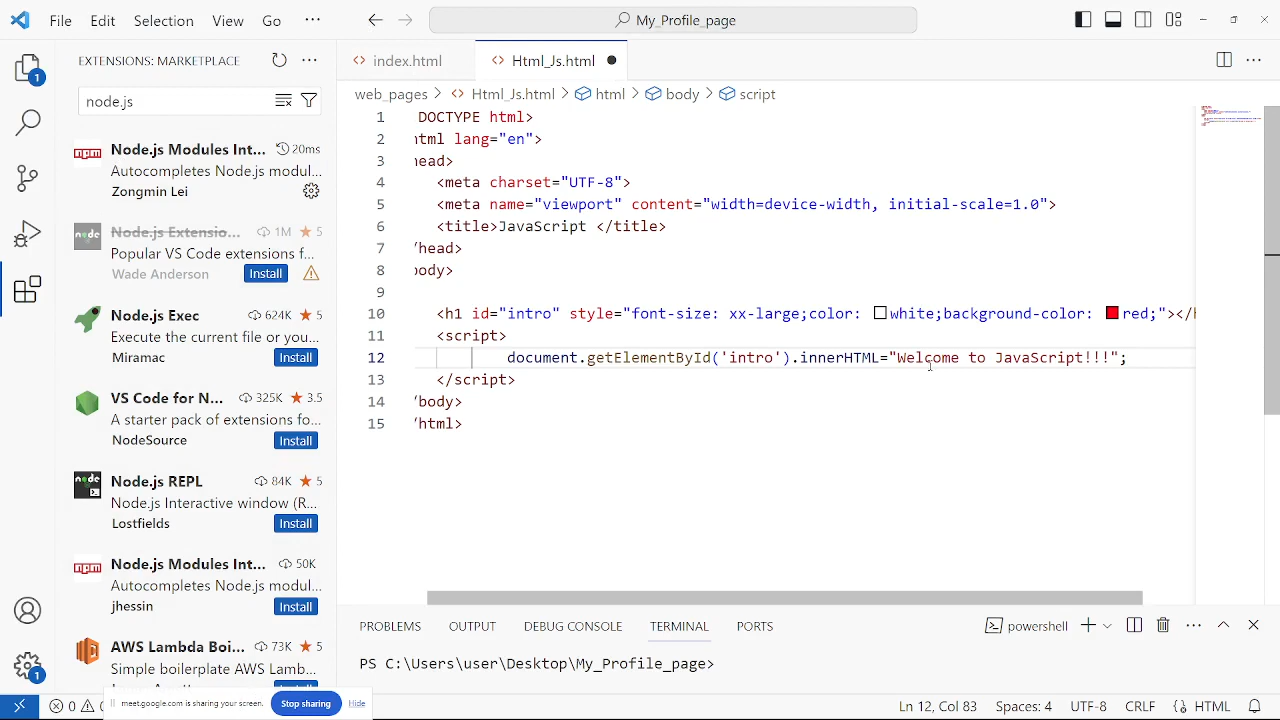 File Edit Selection View Go ···
My_Profile_page
EXTENSIONS: MARKETPLACE
node.js
Node.js Modules Int... 20ms
Autocompletes Node.js modul...
Zongmin Lei
Node.js Extensio... 1M 5
Popular VS Code extensions f...
Wade Anderson Install
Node.js Exec 624K 5
Execute the current file or you...
Miramac Install
VS Code for N... 325K 3.5
A starter pack of extensions fo...
NodeSource Install
Node.js REPL 84K 5
Node.js Interactive window (R...
Lostfields Install
Node.js Modules Int... 50K
Autocompletes Node.js modul...
jhessin Install
AWS Lambda Boi... 73K 5
Simple boilerplate AWS Lamb...
index.html Html_Js.html
web_pages > Html_Js.html > html > body > script
1 DOCTYPE html>
2 html lang="en">
3 head>
4 <meta charset="UTF-8">
5 <meta name="viewport" content="width=device-width, initial-scale=1.0">
6 <title>JavaScript </title>
7 /head>
8 body>
9
10 <h1 id="intro" style="font-size: xx-large;color: white;background-color: red;"></h
11 <script>
12 document.getElementById('intro').innerHTML="Welcome to JavaScript!!!";
13 </script>
14 /body>
15 /html>
PROBLEMS OUTPUT DEBUG CONSOLE TERMINAL PORTS powershell
PS C:\Users\user\Desktop\My_Profile_page>
1
1
0 0
meet.google.com is sharing your screen. Stop sharing Hide
Ln 12, Col 83 Spaces: 4 UTF-8 CRLF HTML